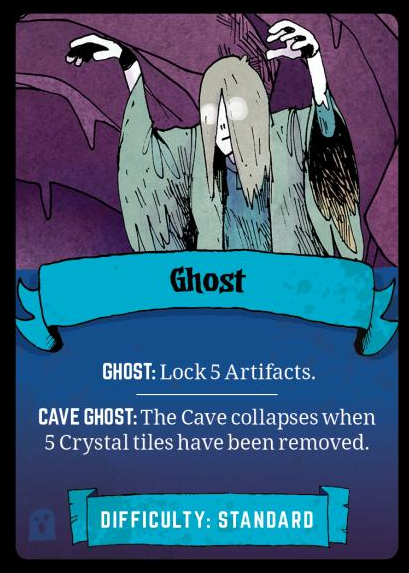 Ghost
GHOST: Lock 5 Artifacts.
CAVE GHOST: The Cave collapses when
5 Crystal tiles have been removed.
DIFFICULTY: STANDARD